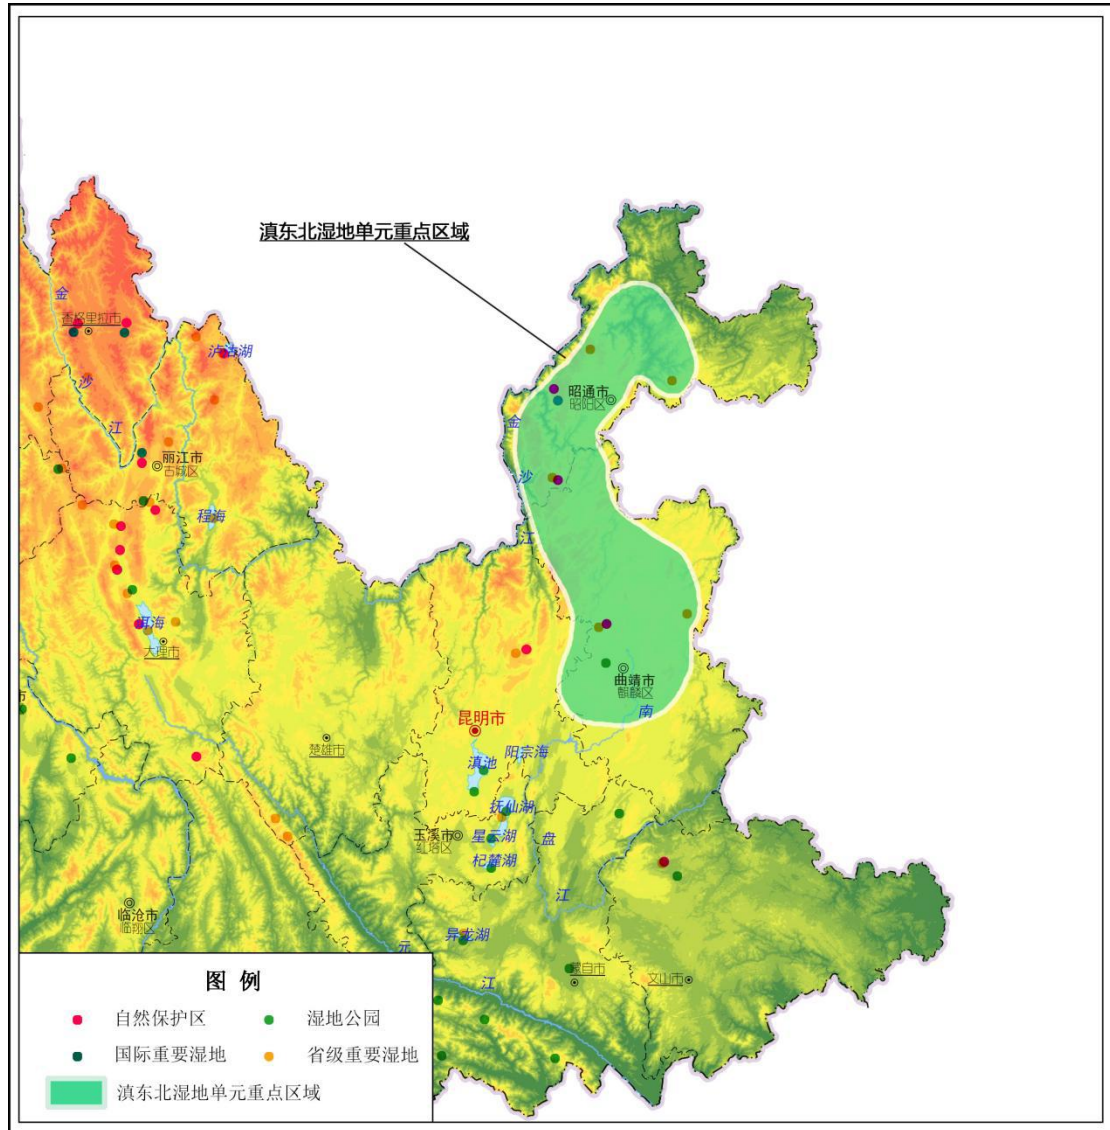 滇东北湿地单元重点区域
金
香格里拉市
沙
江
泸沽湖
丽江市
古城区
程海
洱海
大理市
昭通市
昭阳区
金
沙
江
曲靖市
麒麟区
南
昆明市
滇池
阳宗海
楚雄市
抚仙湖
玉溪市
红塔区
星云湖
杞麓湖
盘
江
临沧市
临翔区
异龙湖
元
江
蒙自市
文山市
市
图 例
自然保护区
湿地公园
国际重要湿地
省级重要湿地
滇东北湿地单元重点区域